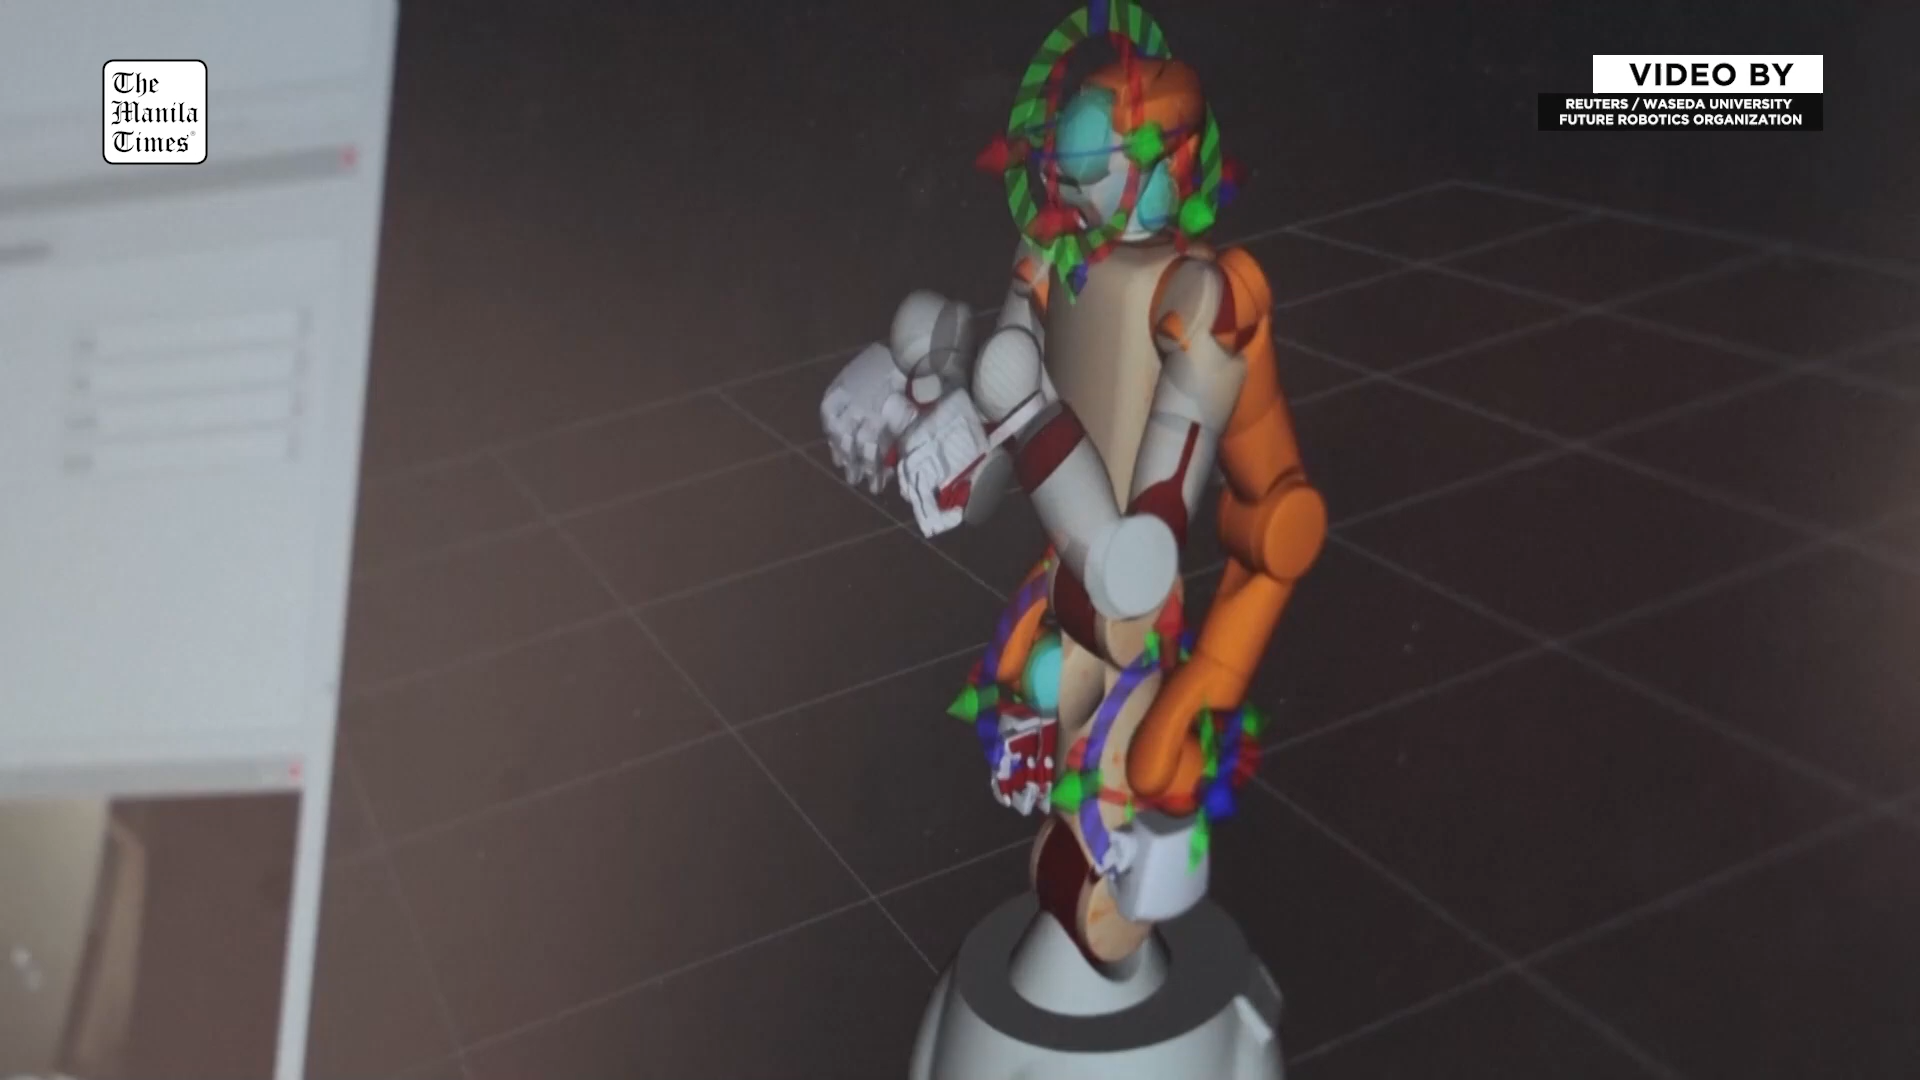 The
Manila
Times
VIDEO BY
REUTERS / WASEDA UNIVERSITY
FUTURE ROBOTICS ORGANIZATION